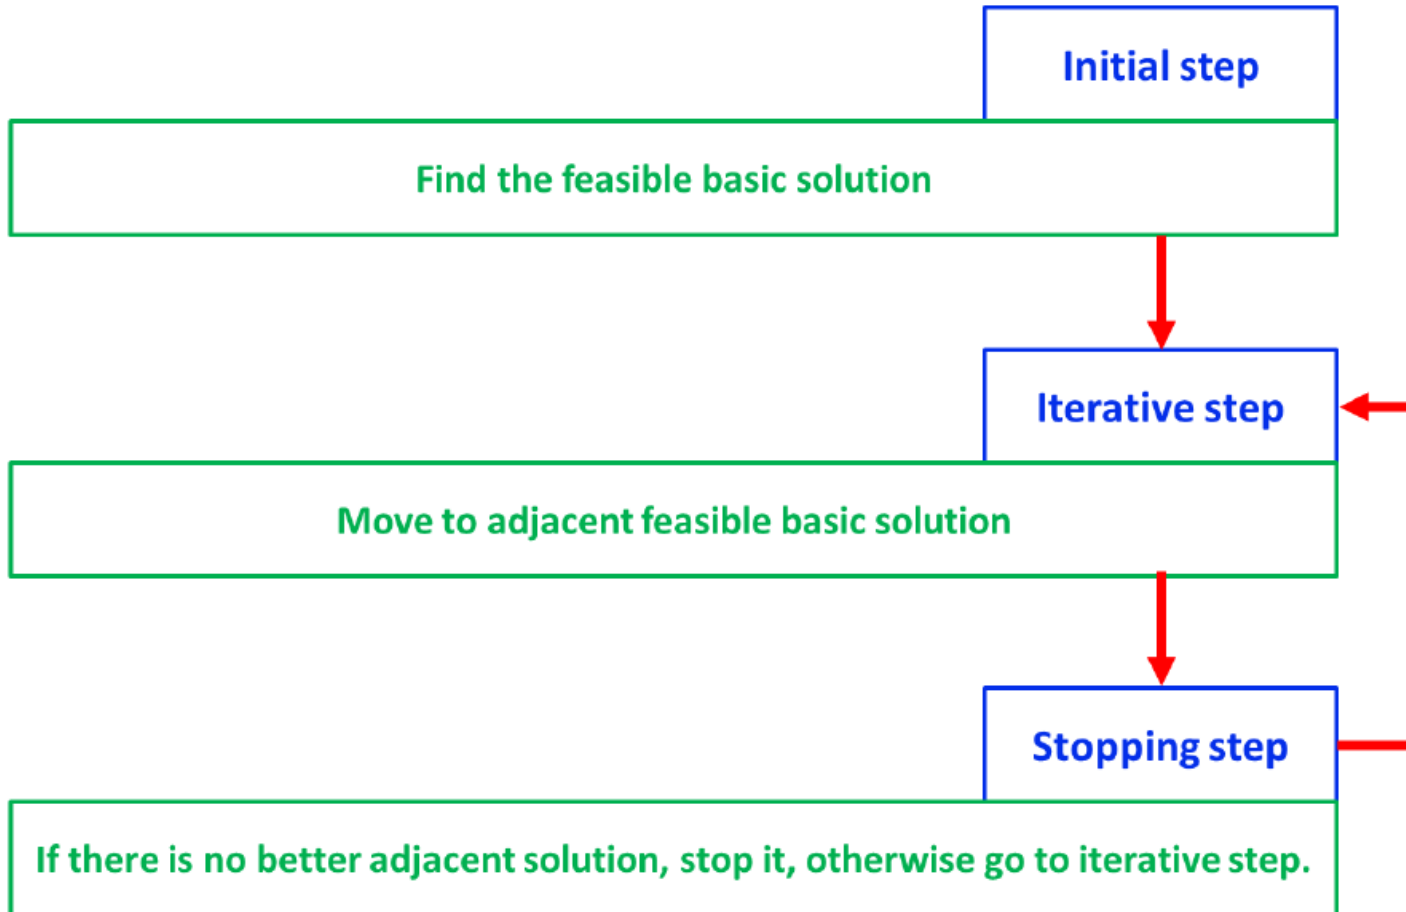 Initial step
Find the feasible basic solution
Iterative step
Move to adjacent feasible basic solution
Stopping step
If there is no better adjacent solution, stop it, otherwise go to iterative step.